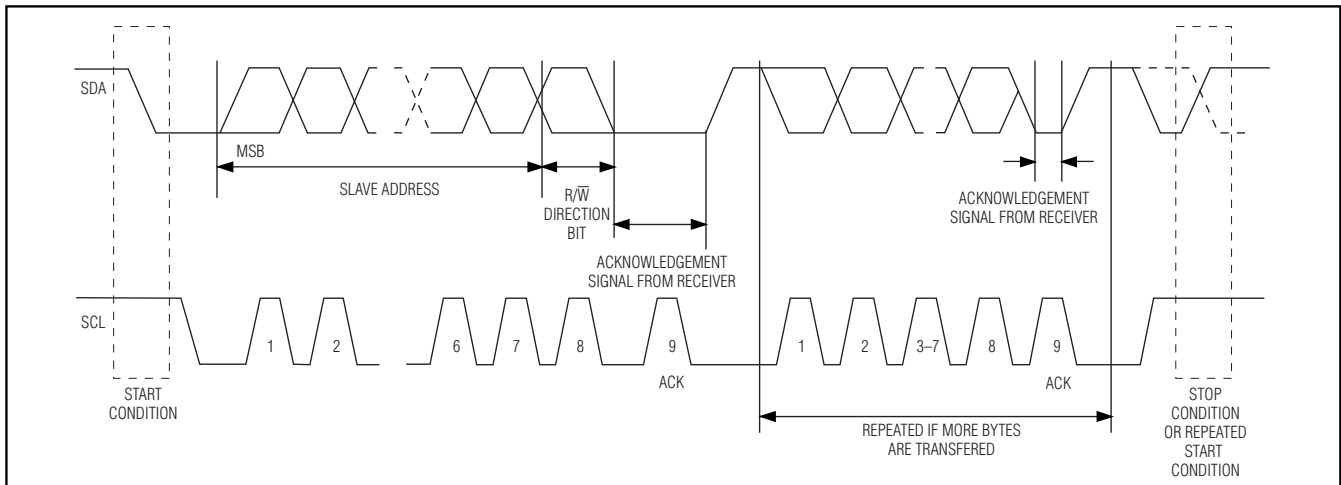 SDA
MSB
SLAVE ADDRESS
R/W̅
DIRECTION
BIT
ACKNOWLEDGEMENT
SIGNAL FROM RECEIVER
ACKNOWLEDGEMENT
SIGNAL FROM RECEIVER
SCL
1
2
6
7
8
9
1
2
3–7
8
9
ACK
ACK
START
CONDITION
REPEATED IF MORE BYTES
ARE TRANSFERED
STOP
CONDITION
OR REPEATED
START
CONDITION